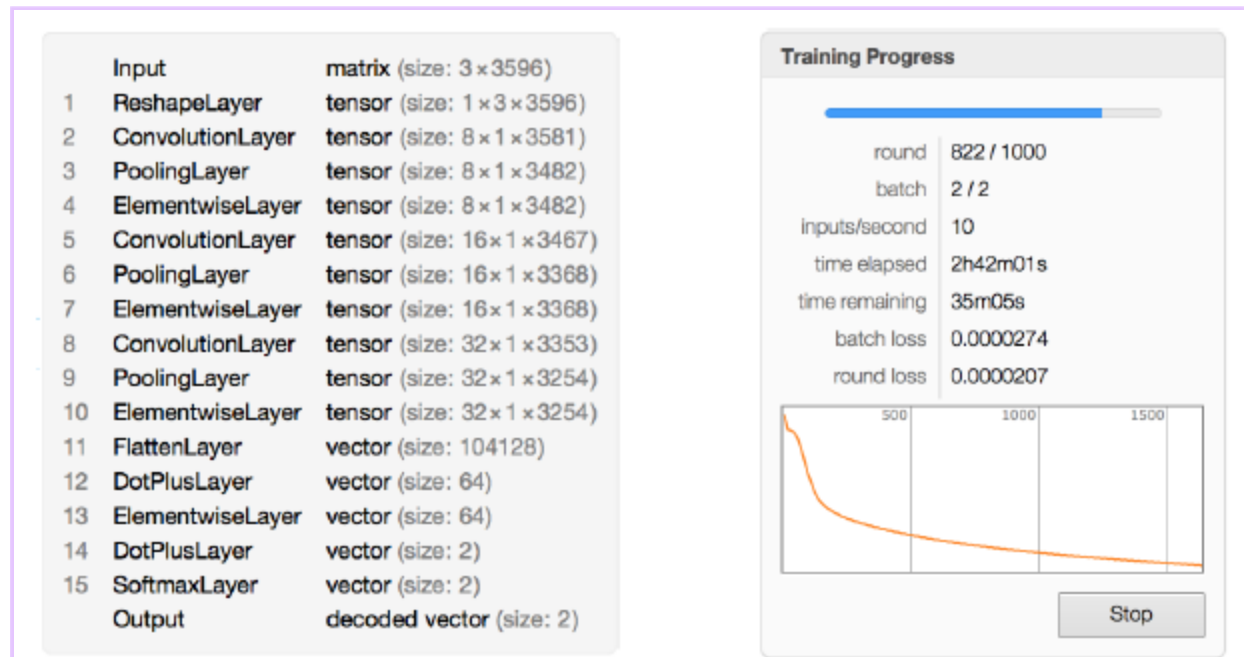 Input matrix (size: 3×3596)
1 ReshapeLayer tensor (size: 1×3×3596)
2 ConvolutionLayer tensor (size: 8×1×3581)
3 PoolingLayer tensor (size: 8×1×3482)
4 ElementwiseLayer tensor (size: 8×1×3482)
5 ConvolutionLayer tensor (size: 16×1×3467)
6 PoolingLayer tensor (size: 16×1×3368)
7 ElementwiseLayer tensor (size: 16×1×3368)
8 ConvolutionLayer tensor (size: 32×1×3353)
9 PoolingLayer tensor (size: 32×1×3254)
10 ElementwiseLayer tensor (size: 32×1×3254)
11 FlattenLayer vector (size: 104128)
12 DotPlusLayer vector (size: 64)
13 ElementwiseLayer vector (size: 64)
14 DotPlusLayer vector (size: 2)
15 SoftmaxLayer vector (size: 2)
Output decoded vector (size: 2)
Training Progress
round 822 / 1000
batch 2 / 2
inputs/second 10
time elapsed 2h42m01s
time remaining 35m05s
batch loss 0.0000274
round loss 0.0000207
500 1000 1500
Stop